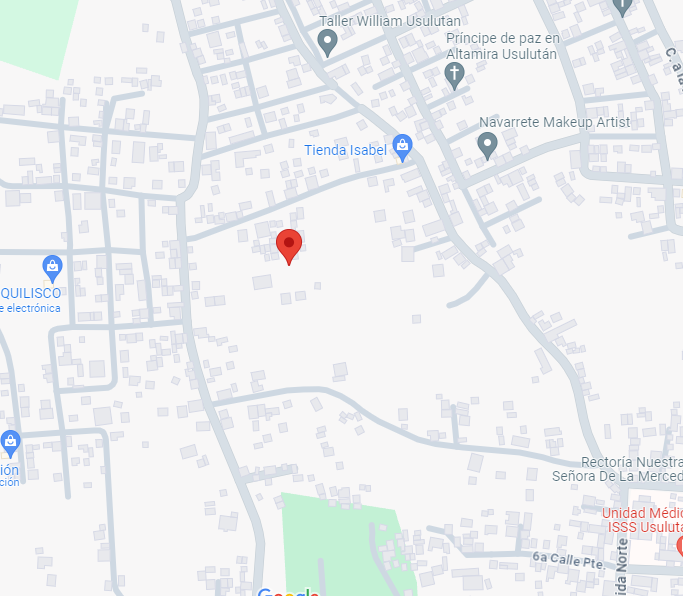 Taller William Usulutan
Príncipe de paz en
Altamira Usulután
C. a la
Navarrete Makeup Artist
Tienda Isabel
QUILISCO
e electrónica
ión
ción
Rectoría Nuestra
Señora De La Merced
Unidad Médic
ISSS Usuluta
6a Calle Pte.
ida Norte
Google